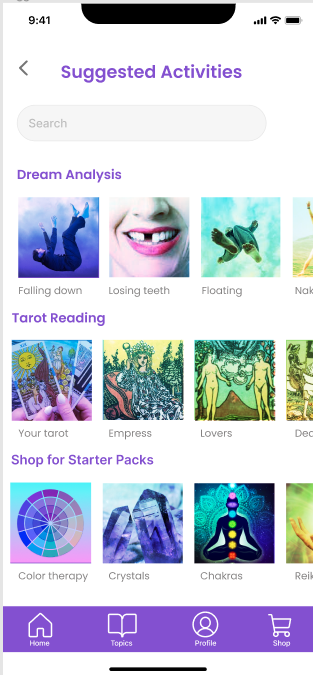 9:41
Suggested Activities
Search
Dream Analysis
Falling down Losing teeth Floating Nak
Tarot Reading
Your tarot Empress Lovers Dea
Shop for Starter Packs
Color therapy Crystals Chakras Reik
Home Topics Profile Shop